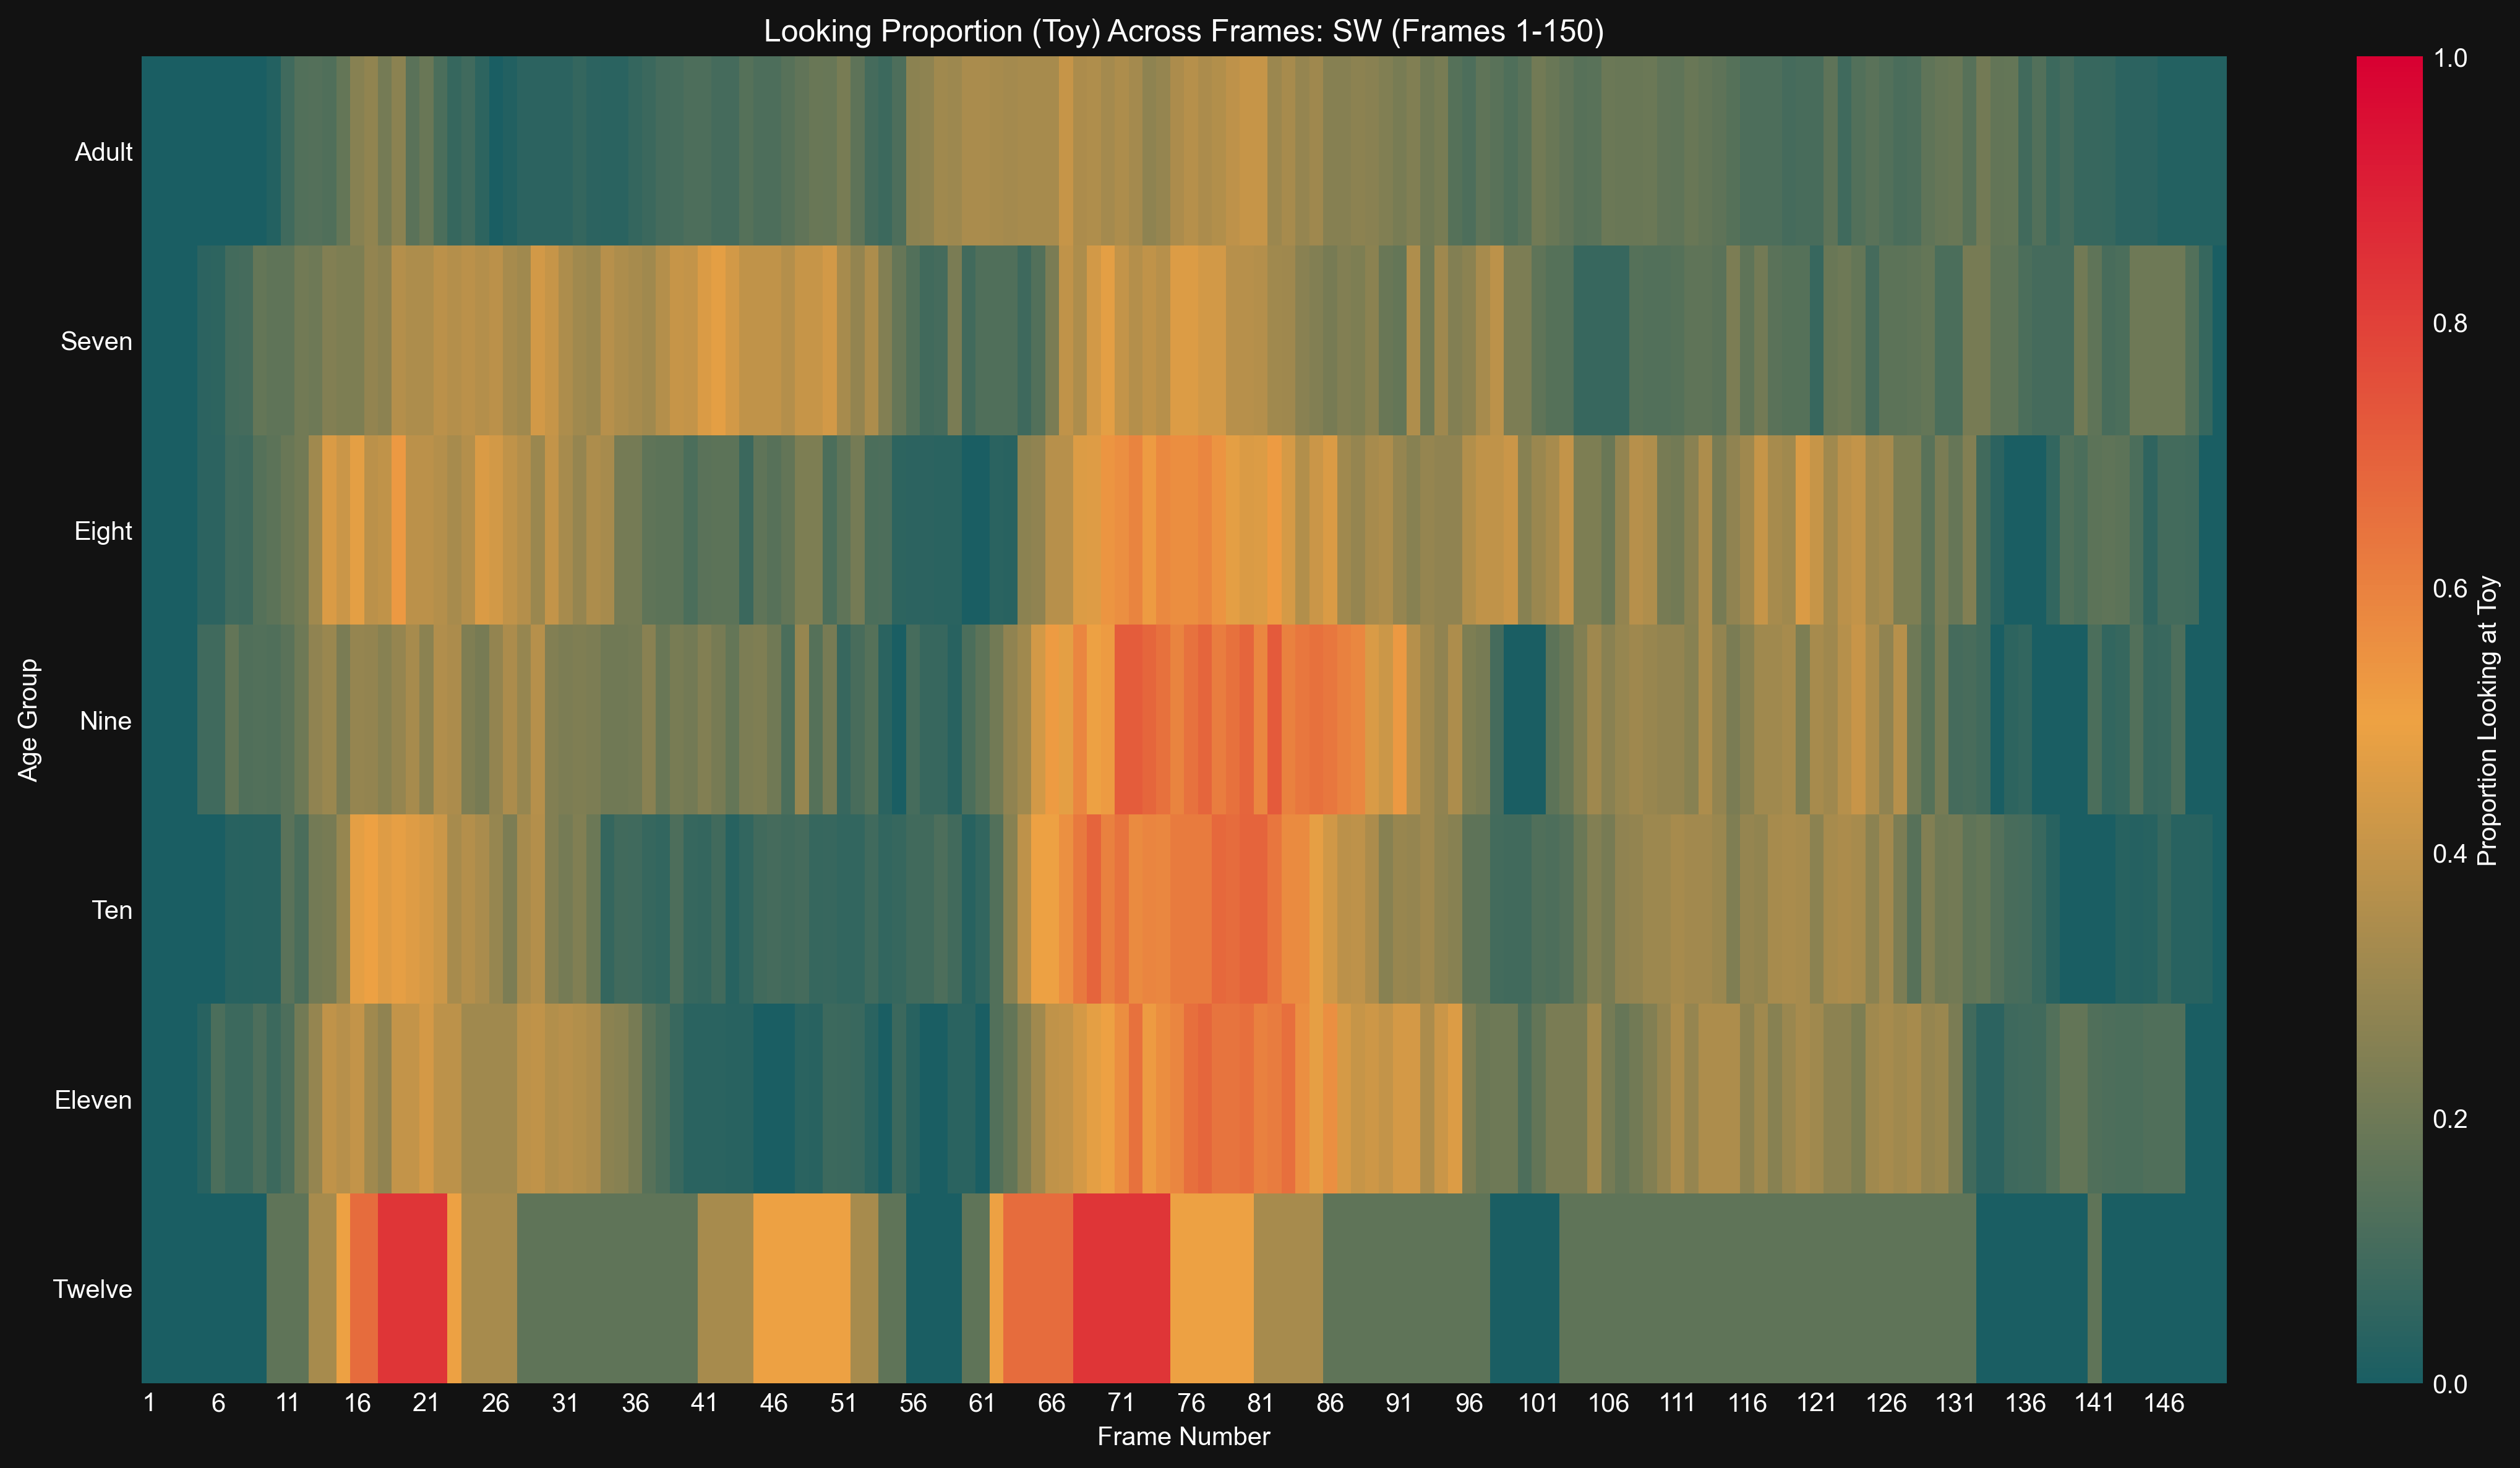 Looking Proportion (Toy) Across Frames: SW (Frames 1-150)
Age Group
Adult
Seven
Eight
Nine
Ten
Eleven
Twelve
1 6 11 16 21 26 31 36 41 46 51 56 61 66 71 76 81 86 91 96 101 106 111 116 121 126 131 136 141 146
Frame Number
1.0
0.8
0.6
0.4
0.2
0.0
Proportion Looking at Toy